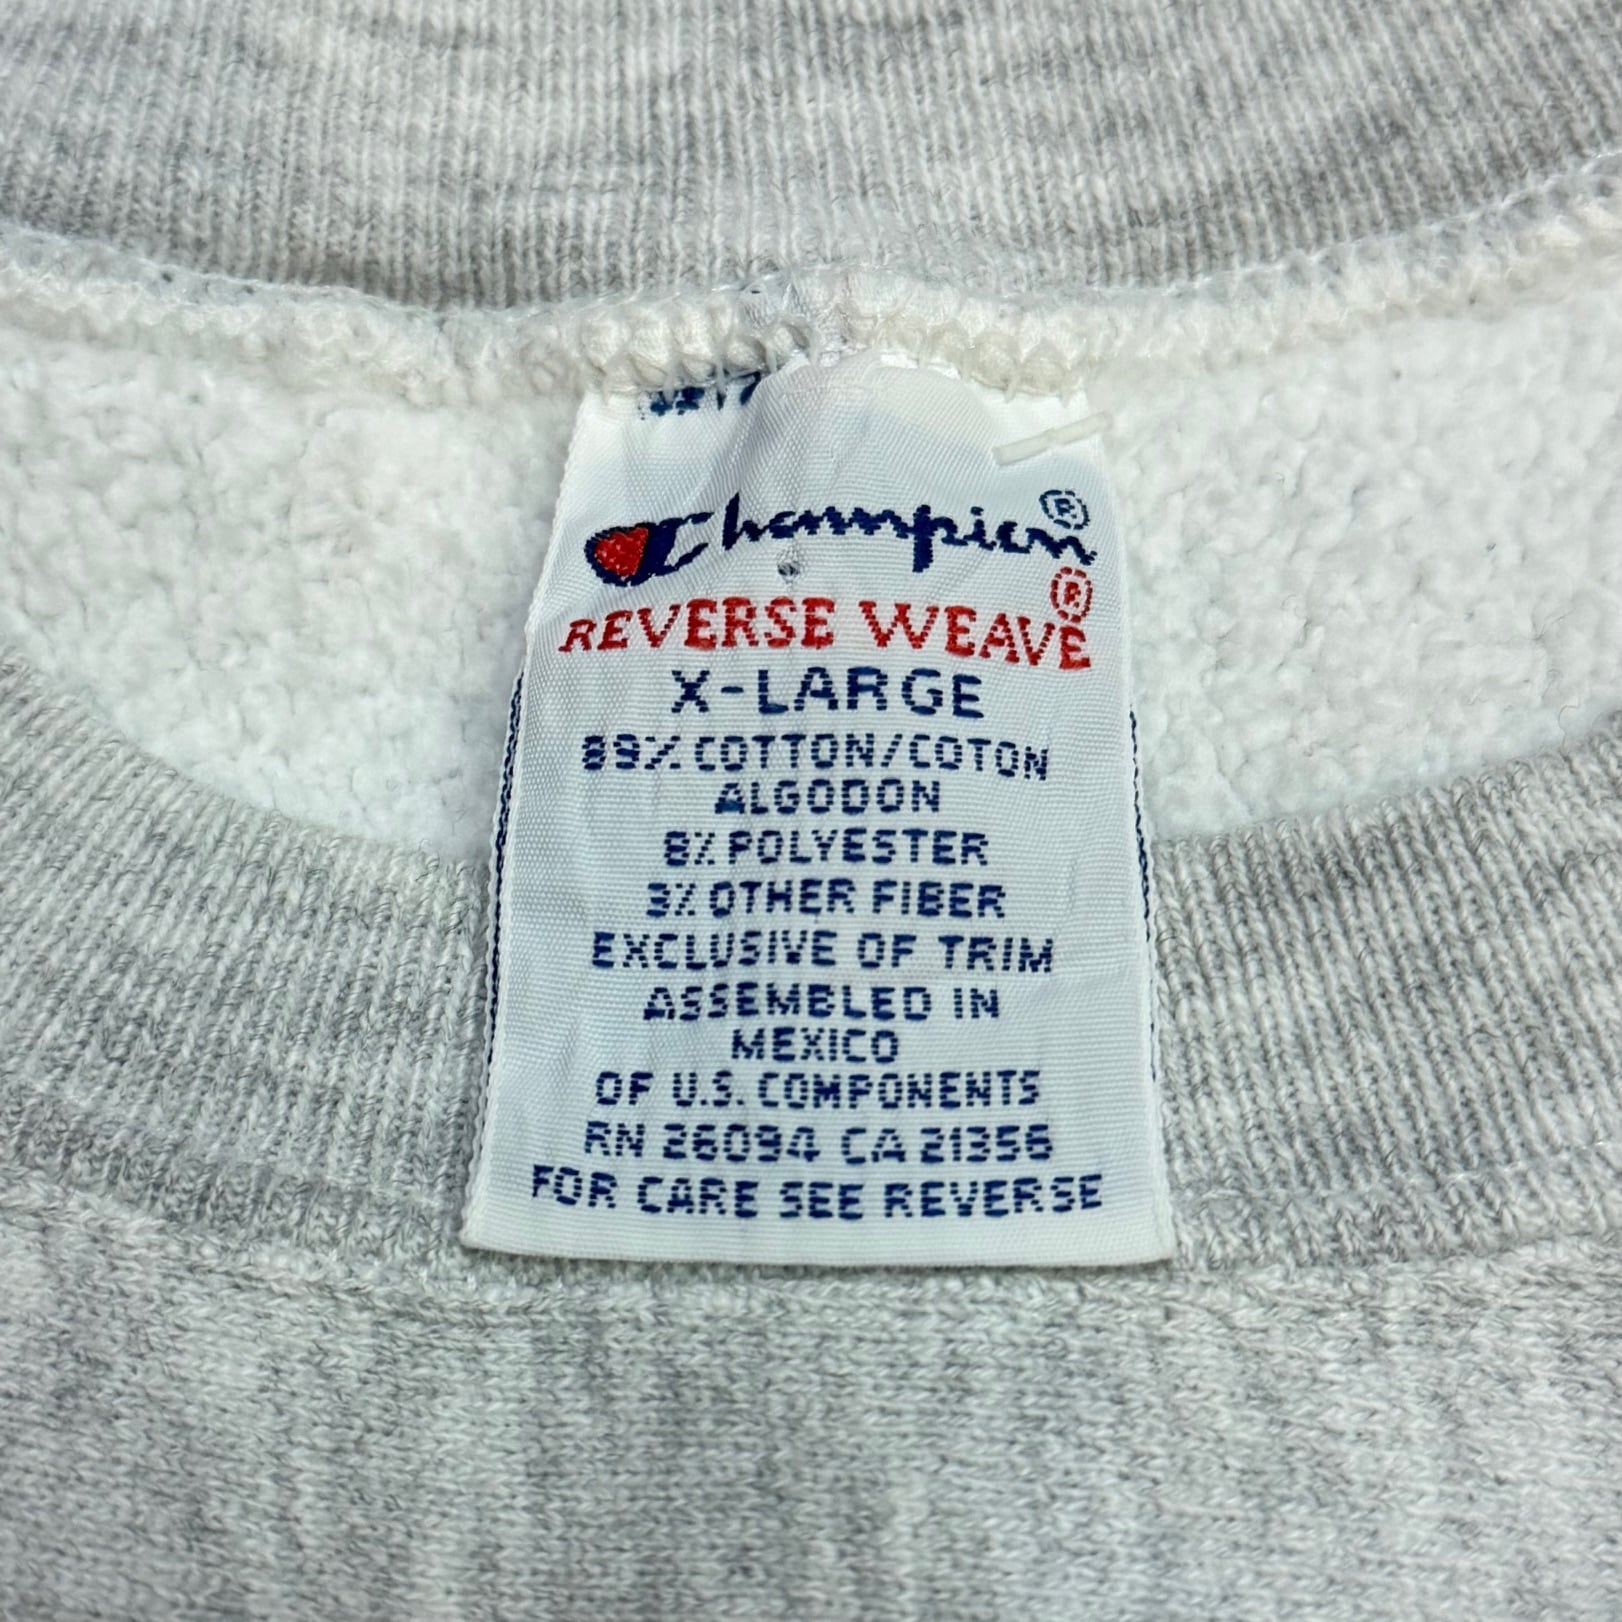 Champion®
REVERSE WEAVE®
X-LARGE
89% COTTON/COTON
ALGODON
8% POLYESTER
3% OTHER FIBER
EXCLUSIVE OF TRIM
ASSEMBLED IN
MEXICO
OF U.S. COMPONENTS
RN 26094 CA 21356
FOR CARE SEE REVERSE